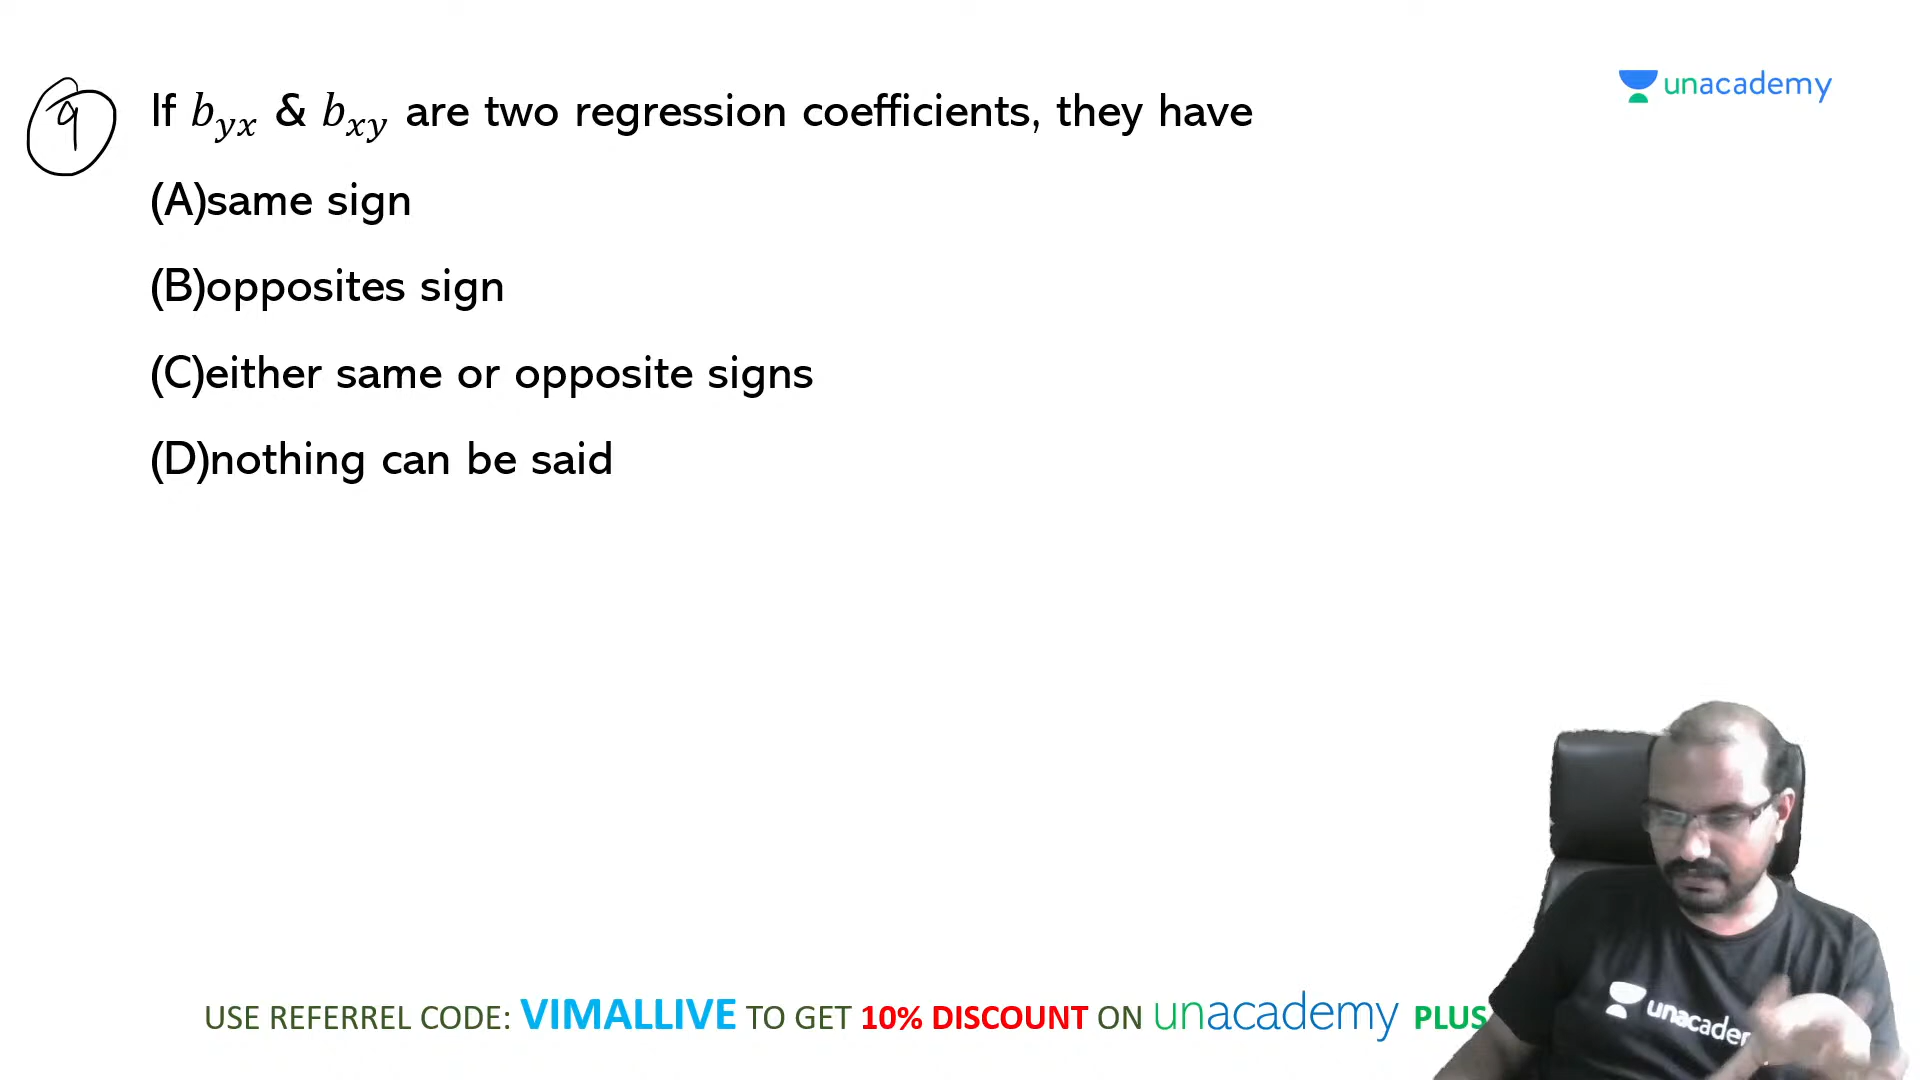 unacademy
9
If b_yx & b_xy are two regression coefficients, they have
(A)same sign
(B)opposites sign
(C)either same or opposite signs
(D)nothing can be said
unacader
USE REFERREL CODE: VIMALLIVE TO GET 10% DISCOUNT ON unacademy PLUS